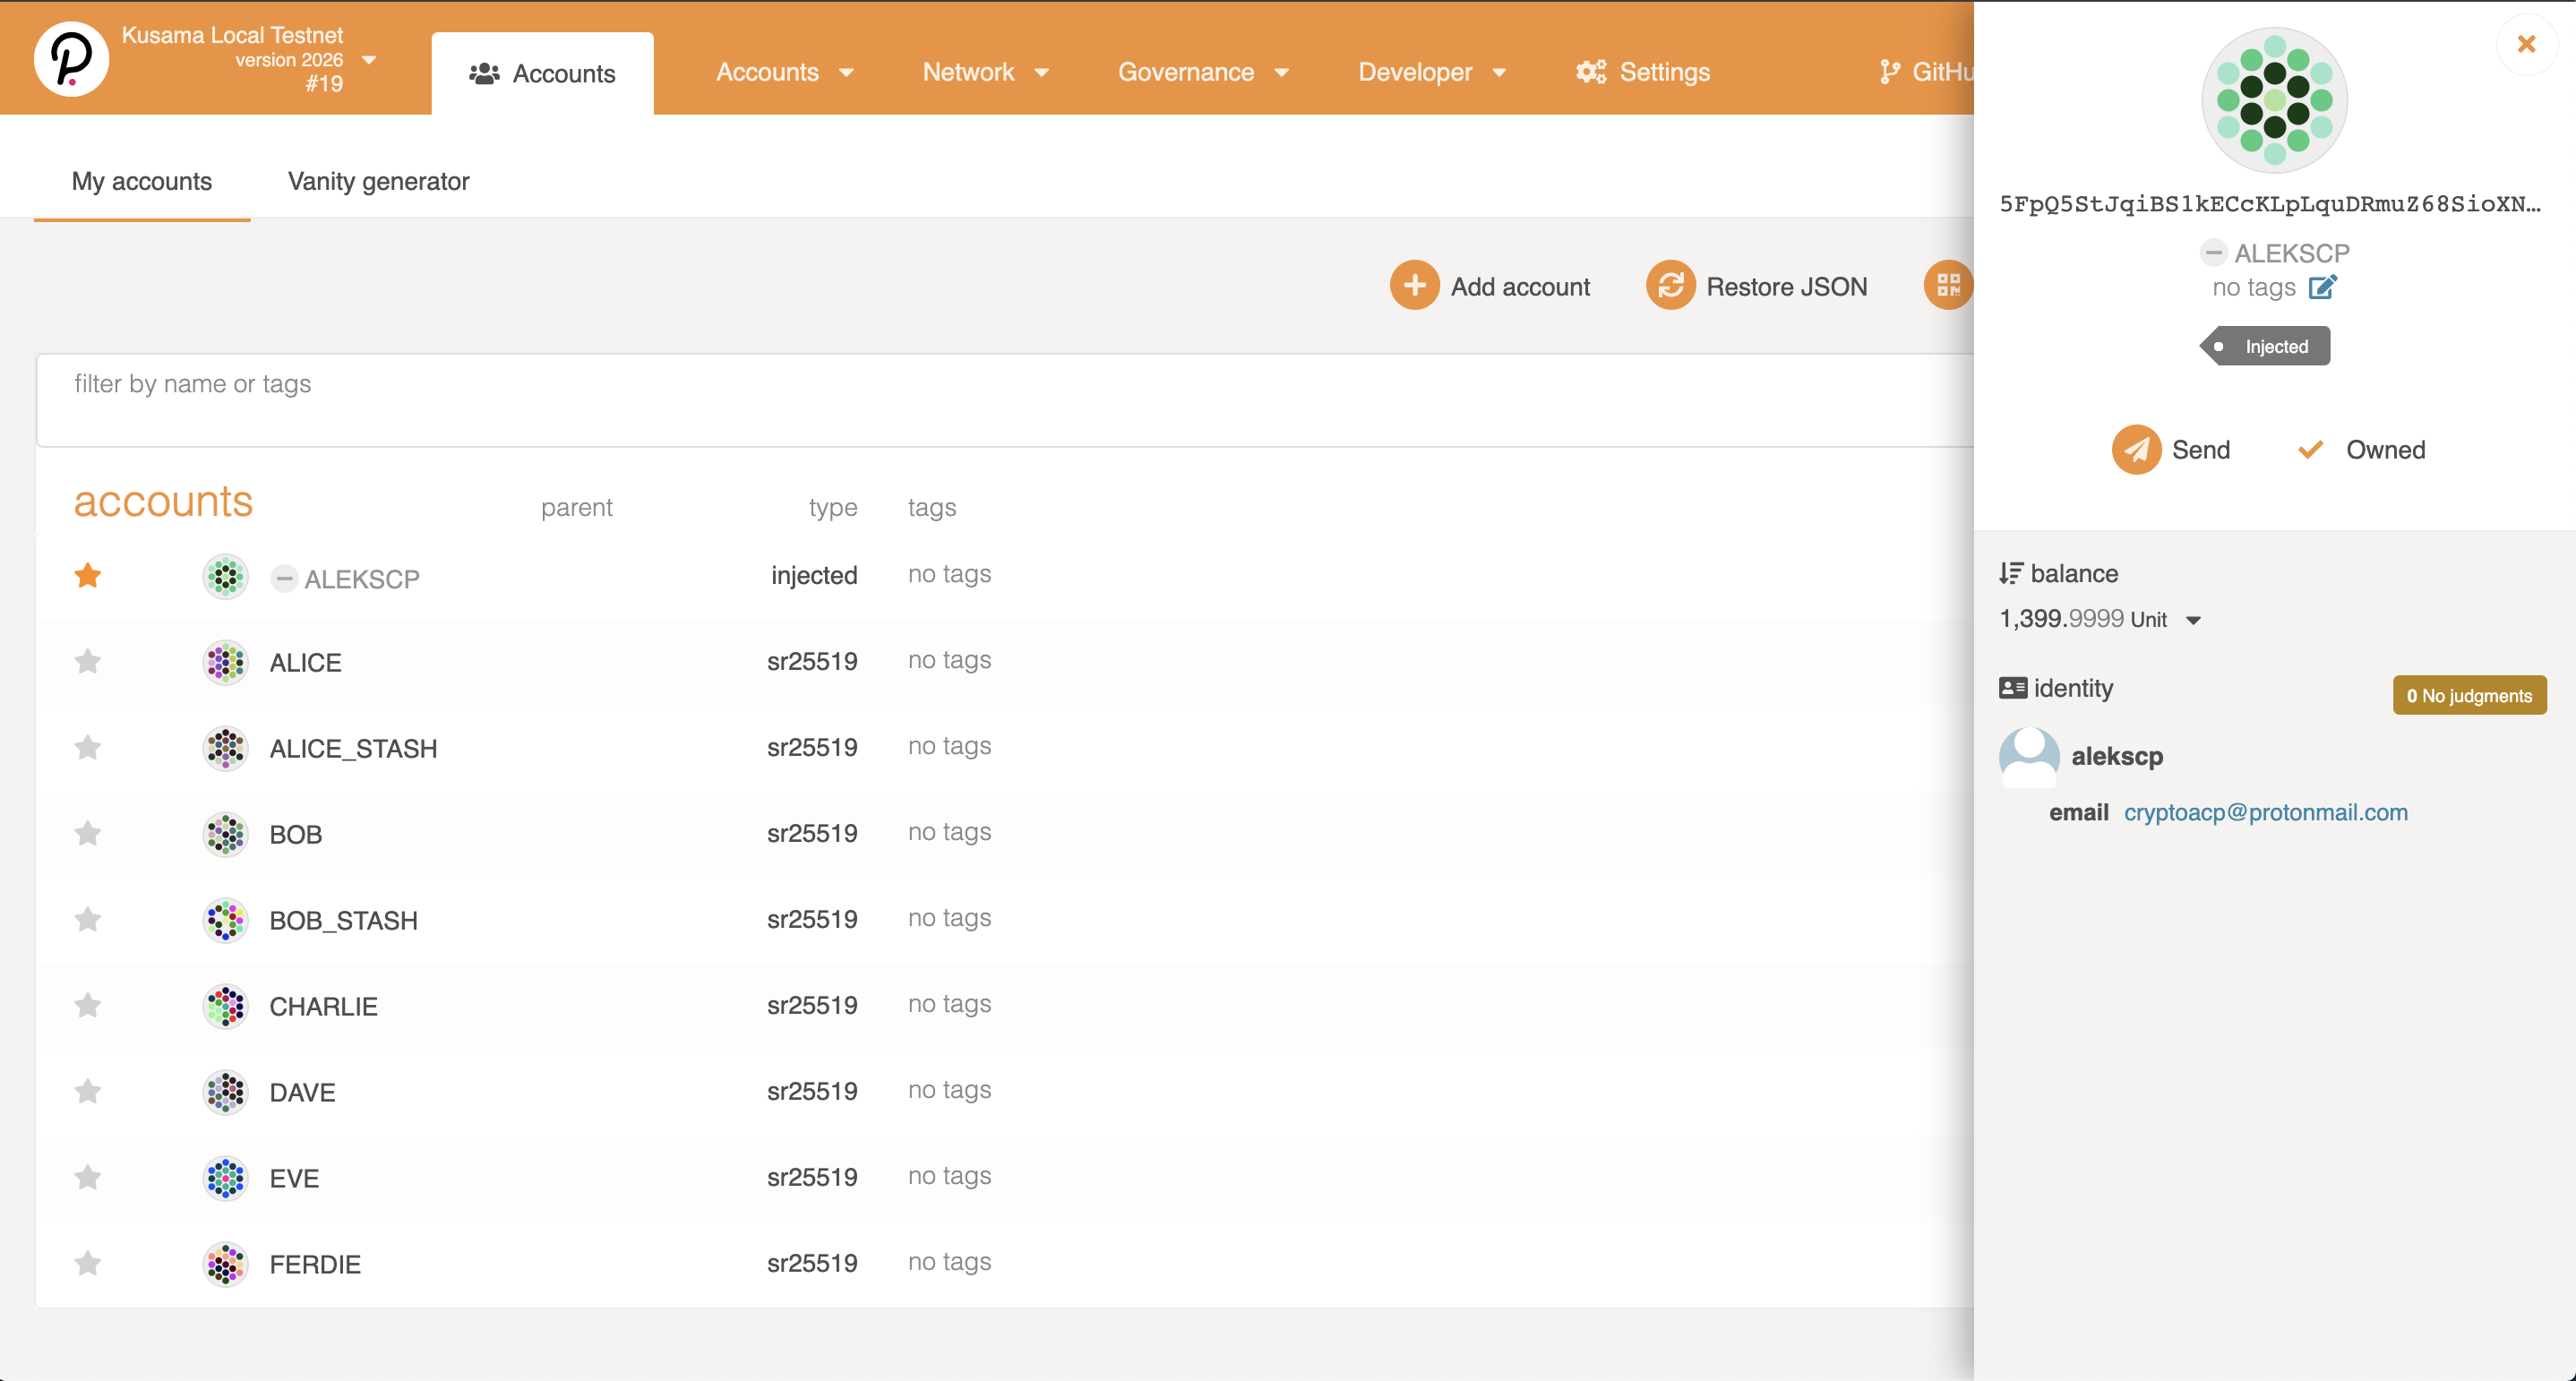 Kusama Local Testnet
version 2026
#19
Accounts
Accounts
Network
Governance
Developer
Settings
GitHu
My accounts
Vanity generator
Add account
Restore JSON
filter by name or tags
accounts parent type tags
ALEKSCP injected no tags
ALICE sr25519 no tags
ALICE_STASH sr25519 no tags
BOB sr25519 no tags
BOB_STASH sr25519 no tags
CHARLIE sr25519 no tags
DAVE sr25519 no tags
EVE sr25519 no tags
FERDIE sr25519 no tags
5FpQ5StJqiBS1kECcKLpLquDRmuZ68SioXN…
ALEKSCP
no tags
Injected
Send
Owned
balance
1,399.9999 Unit
identity
0 No judgments
alekscp
email cryptoacp@protonmail.com